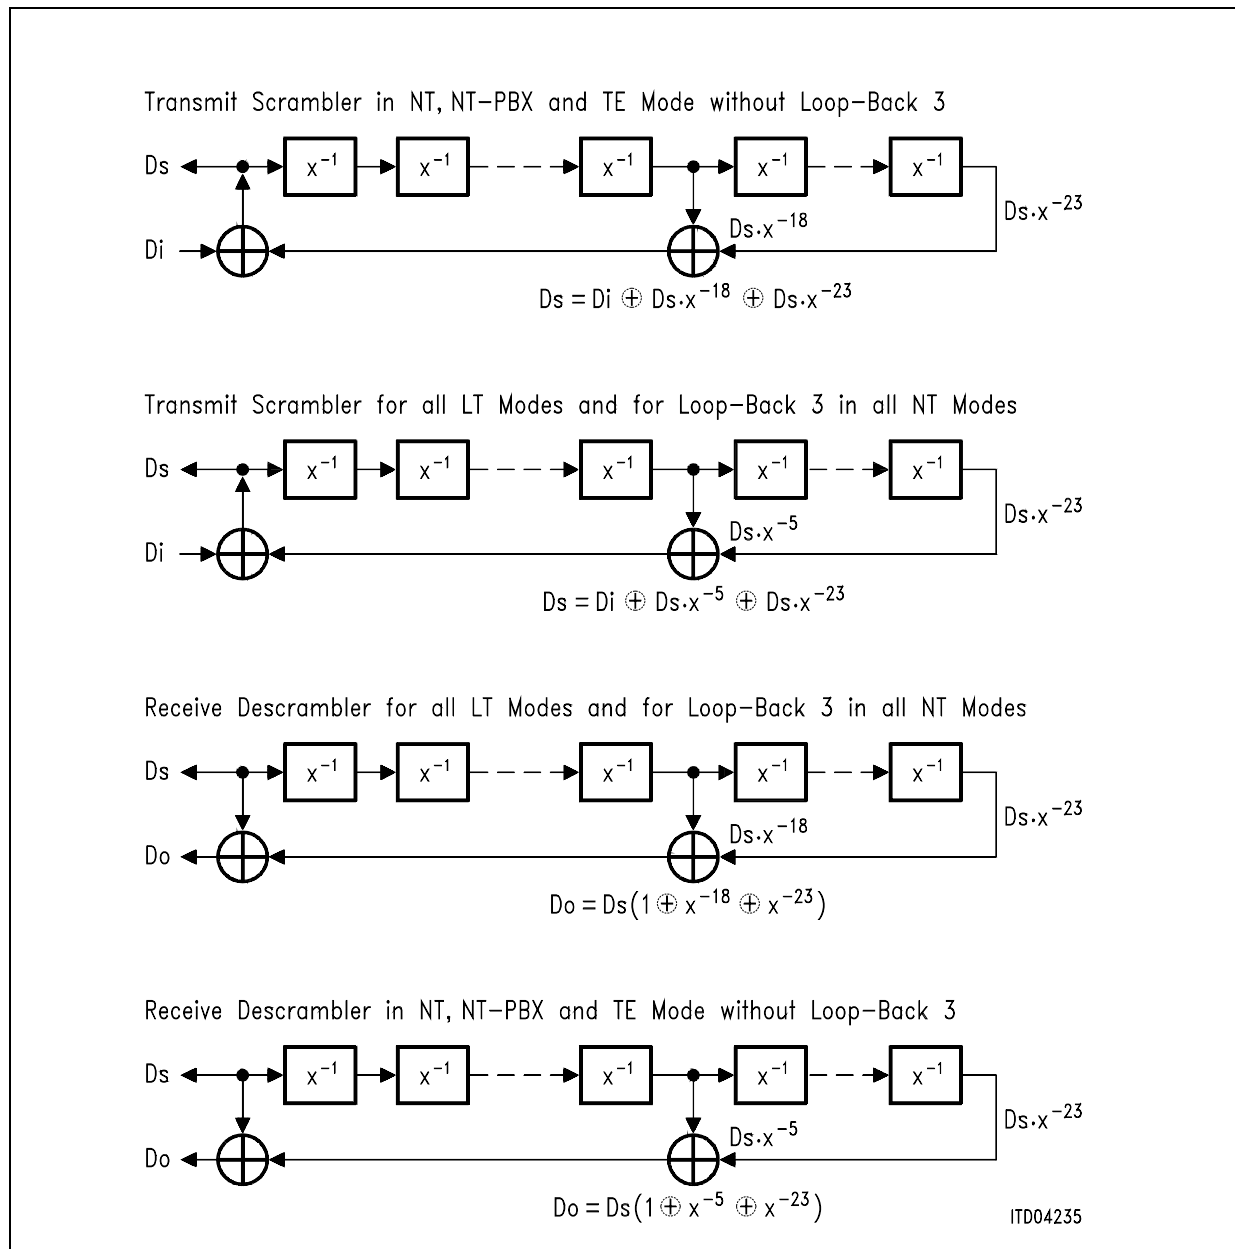 Transmit Scrambler in NT, NT-PBX and TE Mode without Loop-Back 3
Ds x⁻¹ x⁻¹ x⁻¹ x⁻¹ x⁻¹
Ds·x⁻²³
Ds·x⁻¹⁸
Di
Ds = Di ⊕ Ds·x⁻¹⁸ ⊕ Ds·x⁻²³
Transmit Scrambler for all LT Modes and for Loop-Back 3 in all NT Modes
Ds x⁻¹ x⁻¹ x⁻¹ x⁻¹ x⁻¹
Ds·x⁻²³
Ds·x⁻⁵
Di
Ds = Di ⊕ Ds·x⁻⁵ ⊕ Ds·x⁻²³
Receive Descrambler for all LT Modes and for Loop-Back 3 in all NT Modes
Ds x⁻¹ x⁻¹ x⁻¹ x⁻¹ x⁻¹
Ds·x⁻²³
Ds·x⁻¹⁸
Do
Do = Ds(1 ⊕ x⁻¹⁸ ⊕ x⁻²³)
Receive Descrambler in NT, NT-PBX and TE Mode without Loop-Back 3
Ds x⁻¹ x⁻¹ x⁻¹ x⁻¹ x⁻¹
Ds·x⁻²³
Ds·x⁻⁵
Do
Do = Ds(1 ⊕ x⁻⁵ ⊕ x⁻²³)
ITD04235